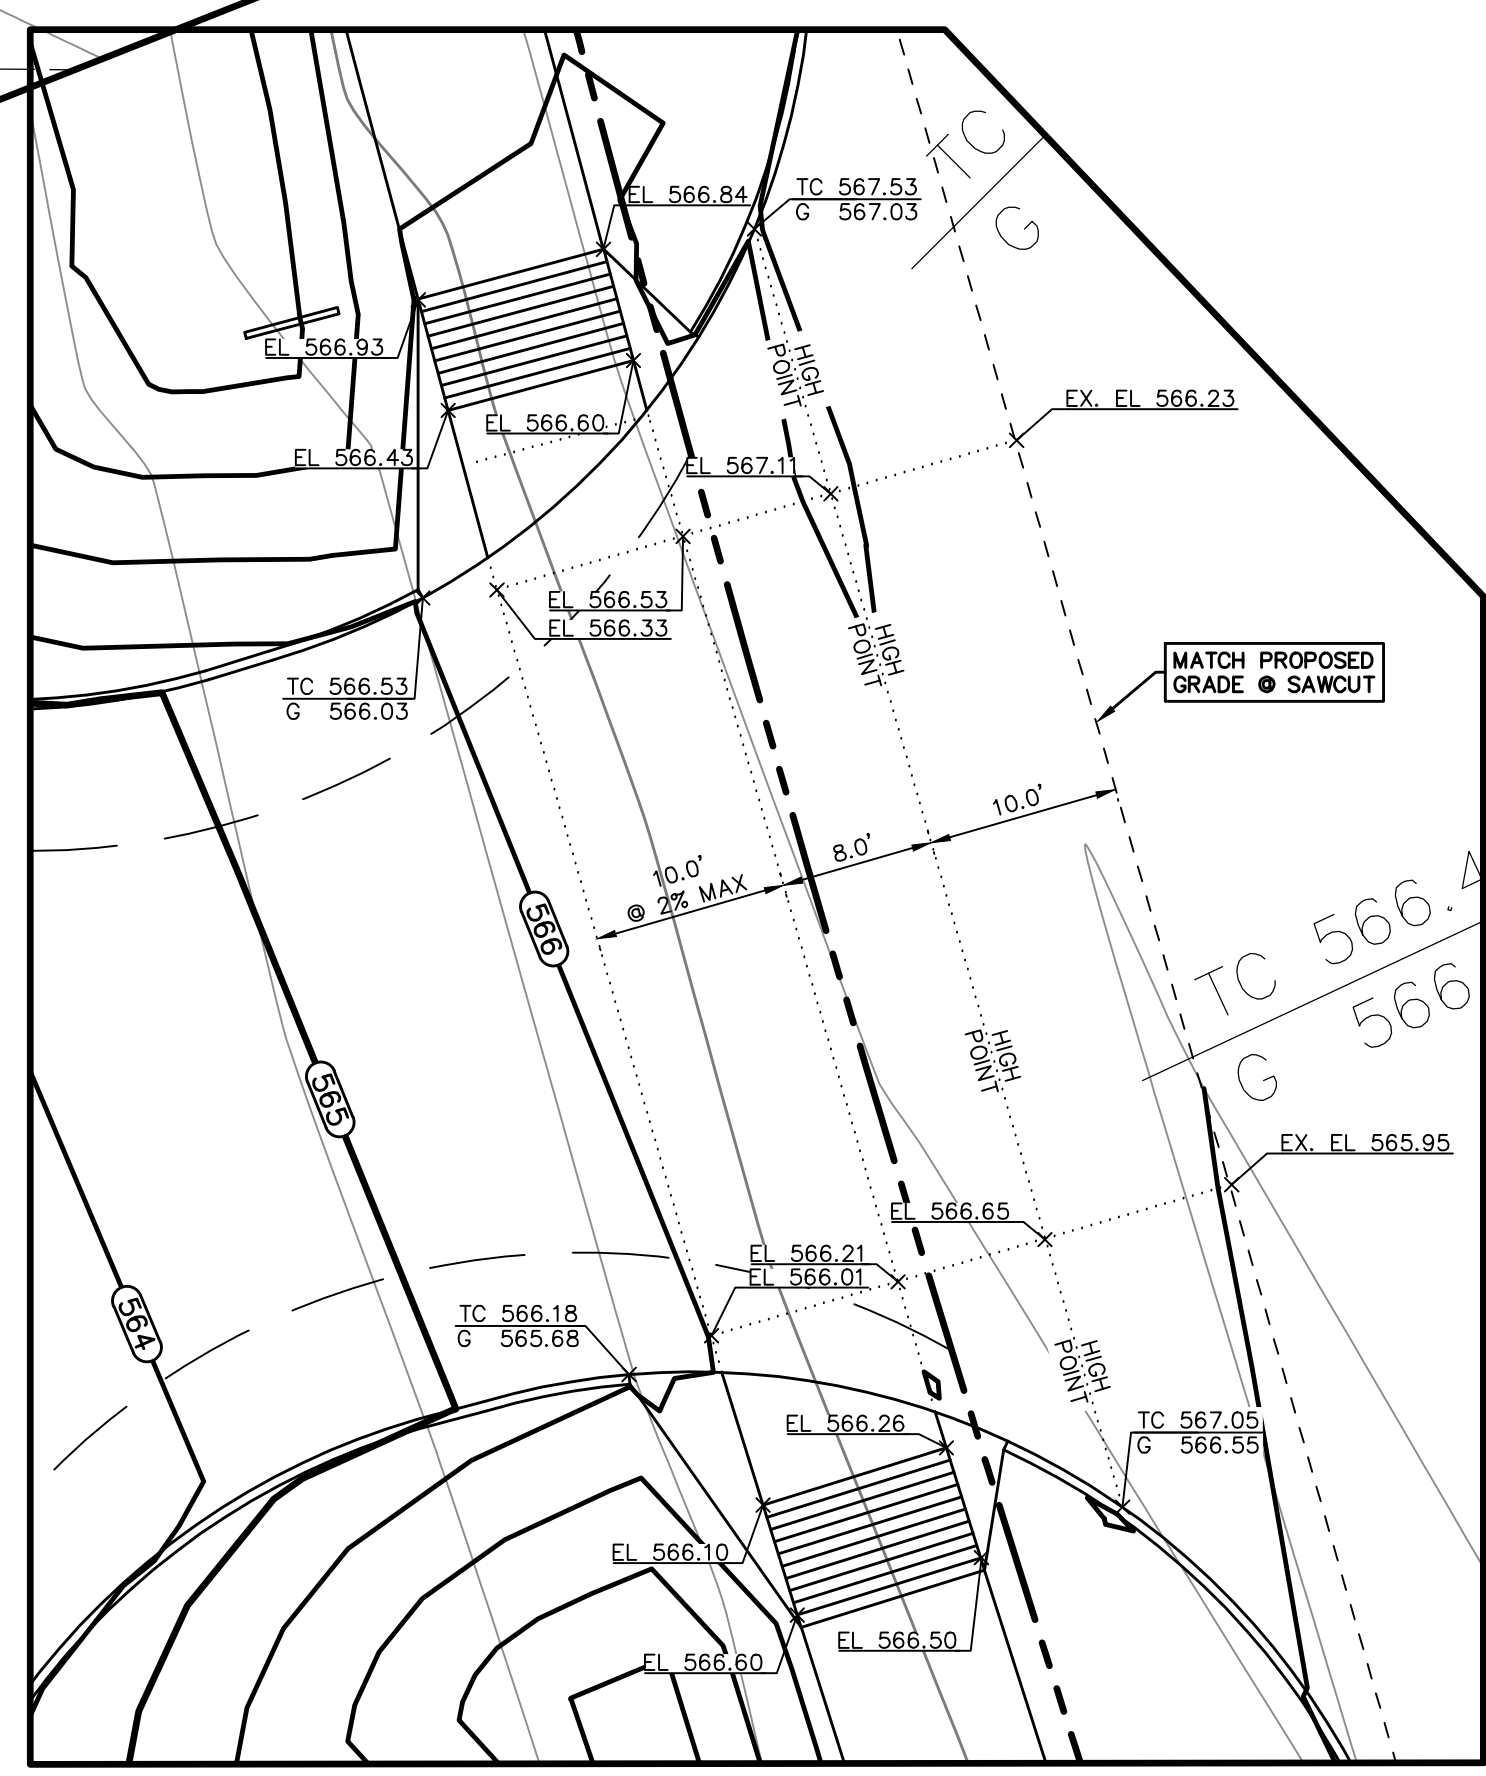 TC
G
EL 566.84
TC 567.53
G 567.03
EL 566.93
HIGH
POINT
EX. EL 566.23
EL 566.60
EL 566.43
EL 567.11
EL 566.53
EL 566.33
HIGH
POINT
MATCH PROPOSED
GRADE @ SAWCUT
TC 566.53
G 566.03
10.0'
8.0'
10.0'
@ 2% MAX
566
TC 566.4
G 566
HIGH
POINT
565
EX. EL 565.95
EL 566.65
EL 566.21
EL 566.01
564
TC 566.18
G 565.68
HIGH
POINT
TC 567.05
G 566.55
EL 566.26
EL 566.10
EL 566.50
EL 566.60